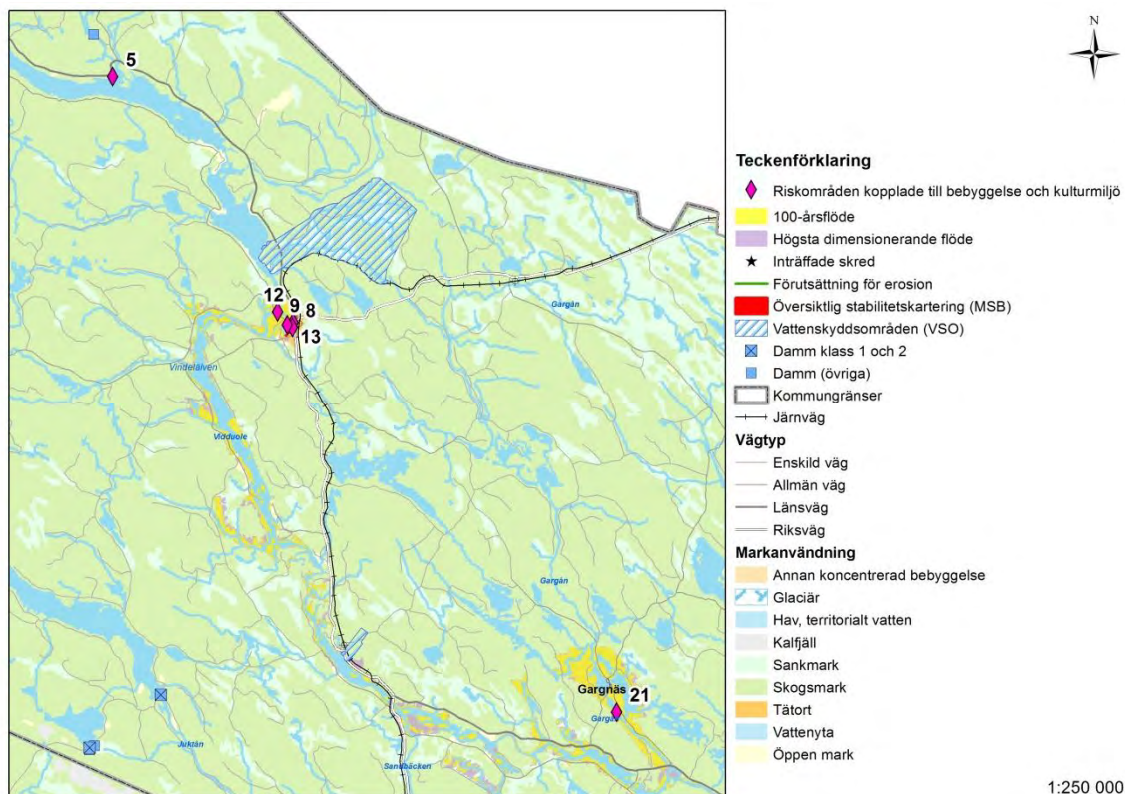 5
12
9
8
13
Gargån
Vindelälven
Vidduole
Gargån
Gargnäs
21
Juktån
Sandbäcken
N
Teckenförklaring
Riskområden kopplade till bebyggelse och kulturmiljö
100-årsflöde
Högsta dimensionerande flöde
Inträffade skred
Förutsättning för erosion
Översiktlig stabilitetskartering (MSB)
Vattenskyddsområden (VSO)
Damm klass 1 och 2
Damm (övriga)
Kommungränser
Järnväg
Vägtyp
Enskild väg
Allmän väg
Länsväg
Riksväg
Markanvändning
Annan koncentrerad bebyggelse
Glaciär
Hav, territorialt vatten
Kalfjäll
Sankmark
Skogsmark
Tätort
Vattenyta
Öppen mark
1:250 000